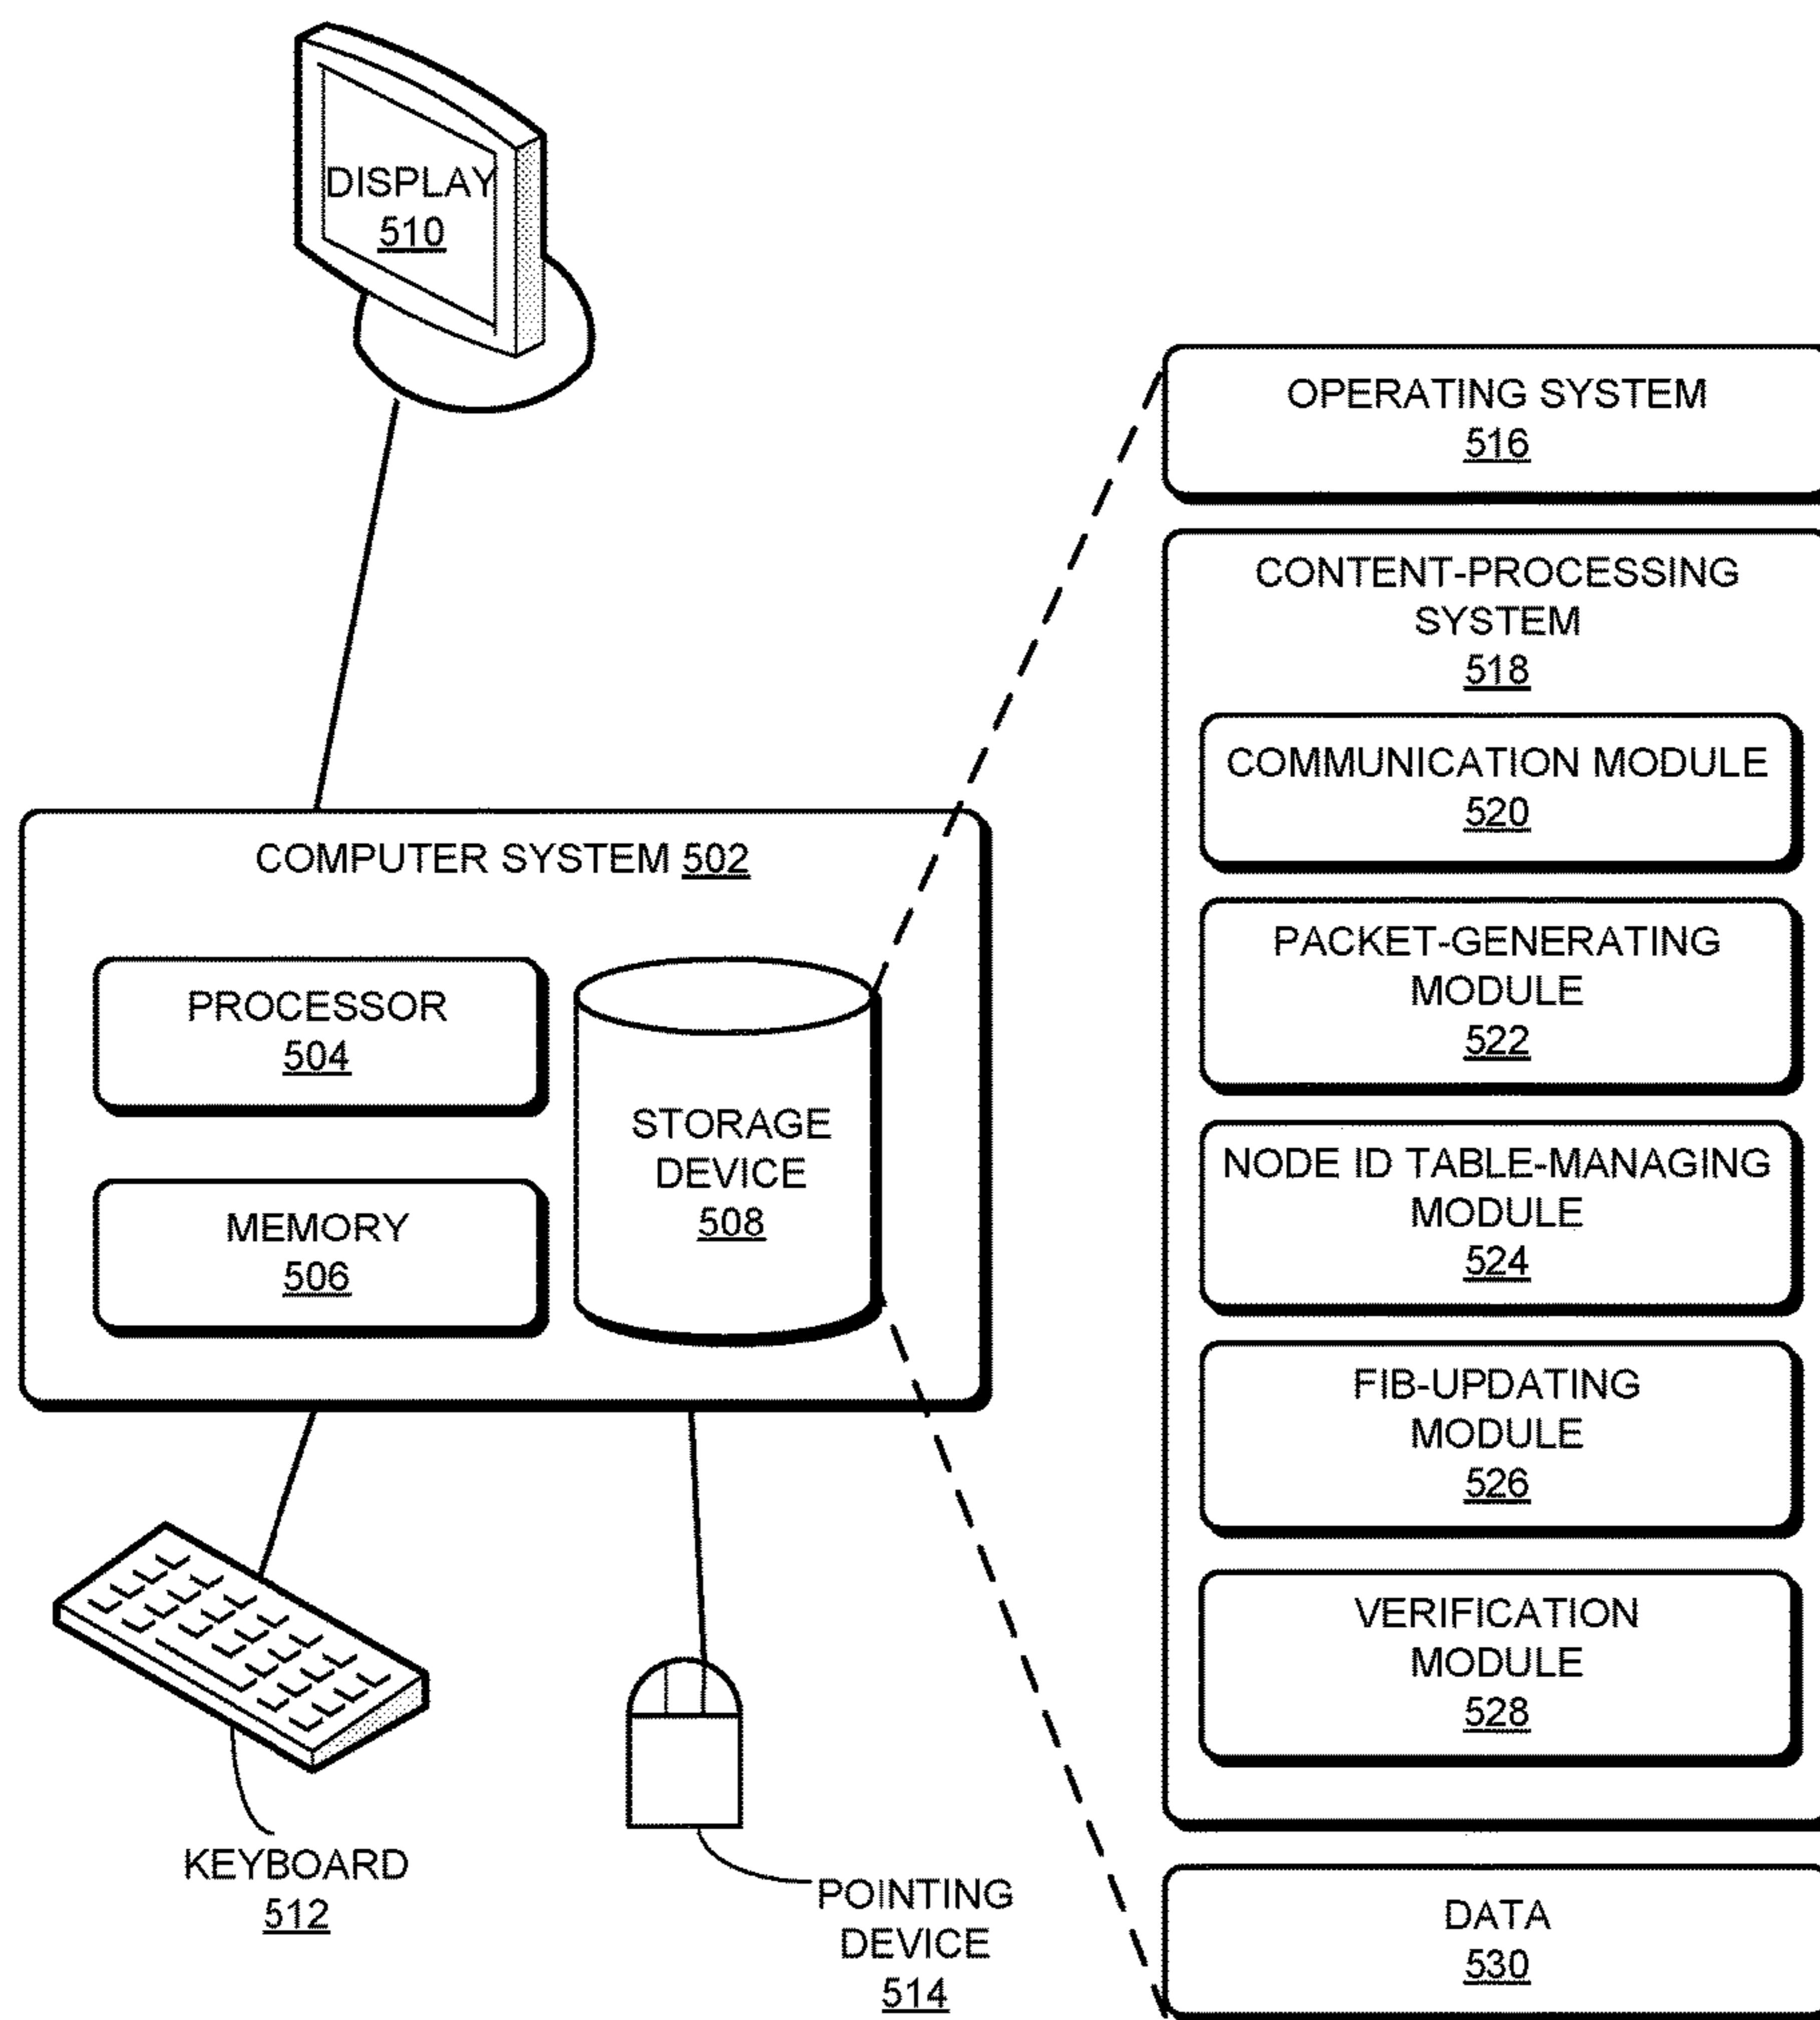 DISPLAY
510
OPERATING SYSTEM
516
CONTENT-PROCESSING
SYSTEM
518
COMMUNICATION MODULE
520
PACKET-GENERATING
MODULE
522
NODE ID TABLE-MANAGING
MODULE
524
FIB-UPDATING
MODULE
526
VERIFICATION
MODULE
528
DATA
530
COMPUTER SYSTEM 502
PROCESSOR
504
MEMORY
506
STORAGE
DEVICE
508
KEYBOARD
512
POINTING
DEVICE
514